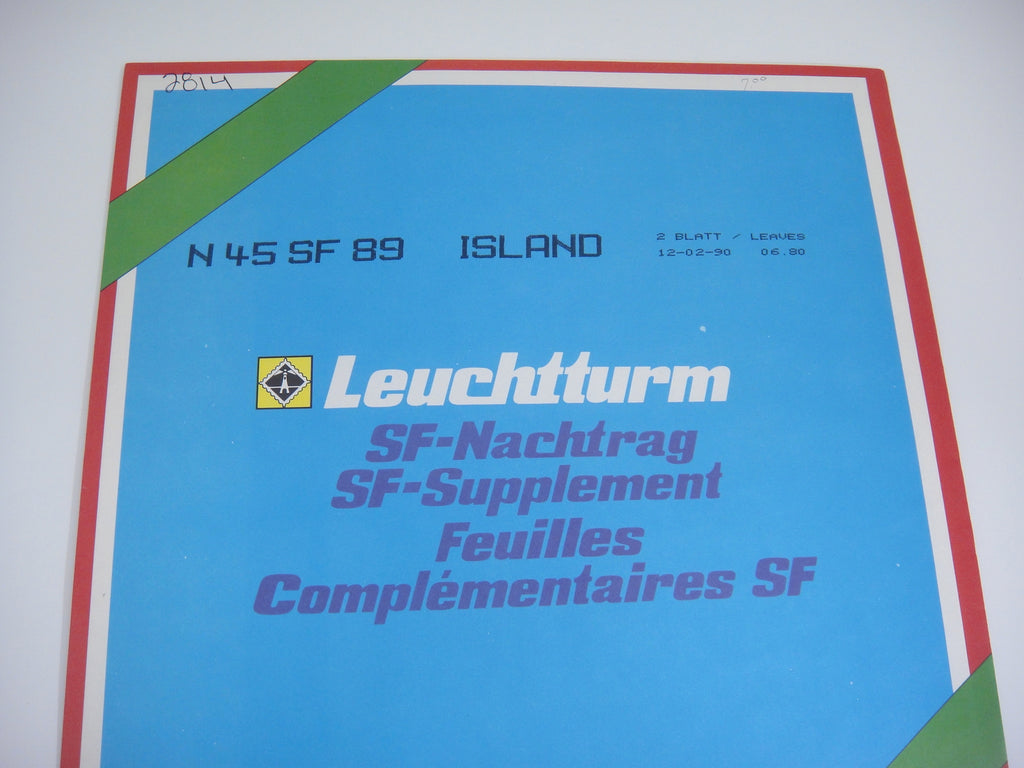 2814
7⁰⁰
N 45 SF 89 ISLAND 2 BLATT / LEAVES
12-02-90 06.80
Leuchtturm
SF-Nachtrag
SF-Supplement
Feuilles
Complémentaires SF